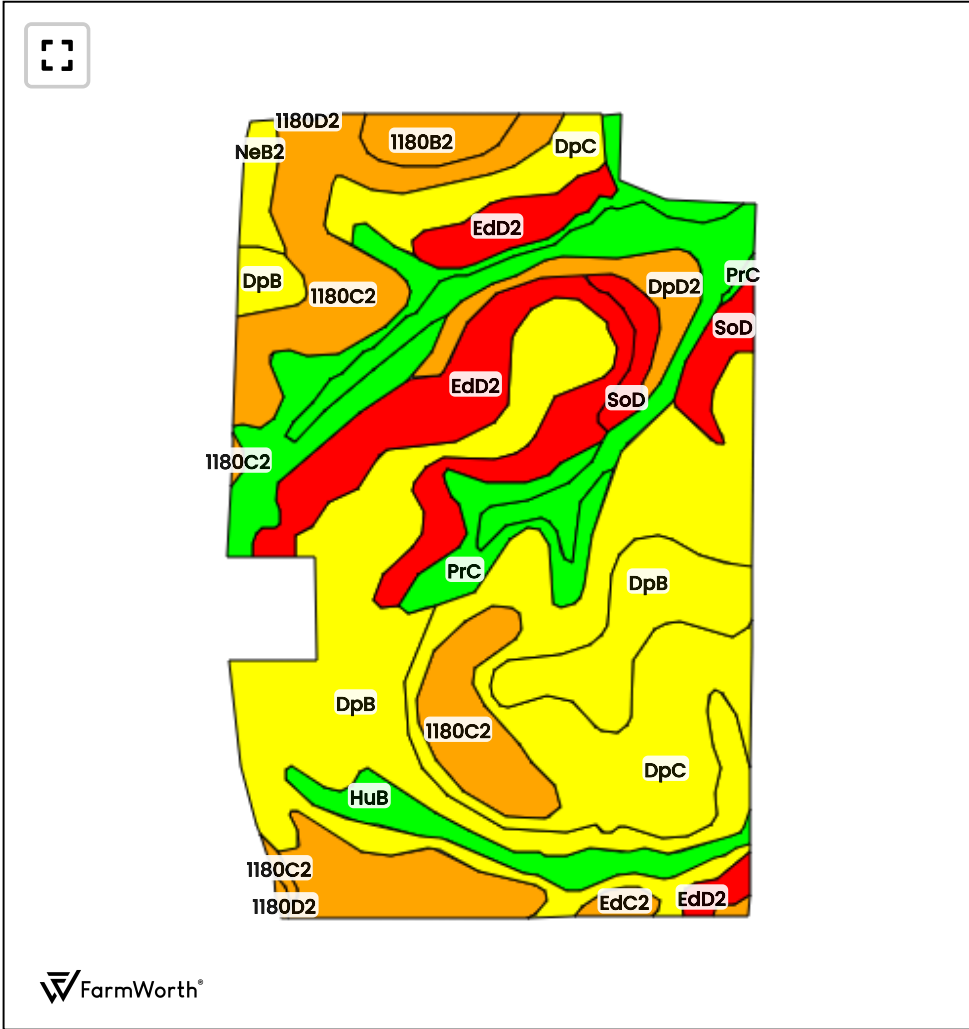 1180D2
1180B2
NeB2
DpC
EdD2
DpB
1180C2
DpD2
PrC
SoD
EdD2
SoD
1180C2
PrC
DpB
DpB
1180C2
DpC
HuB
1180C2
1180D2
EdC2
EdD2
FarmWorth®